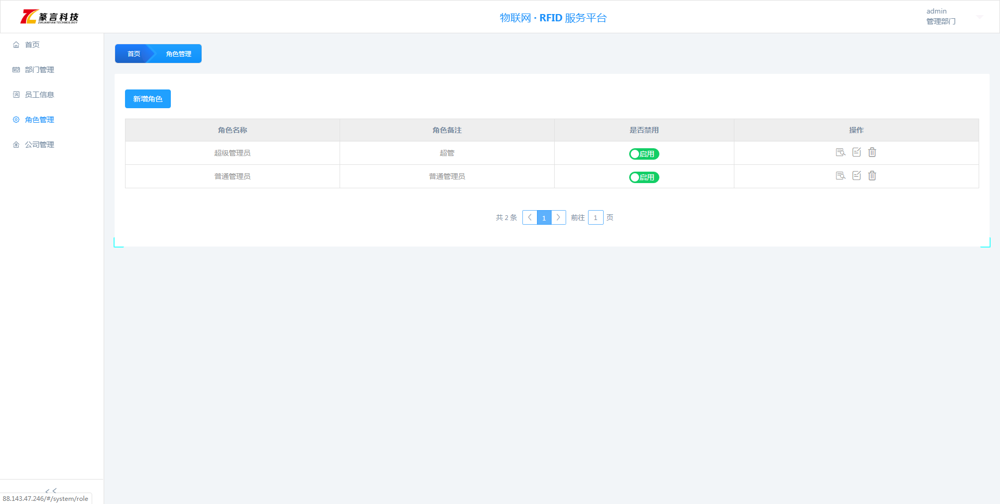 篆言科技
ZHUANYAN TECHNOLOGY
物联网 · RFID 服务平台
admin
管理部门
首页
部门管理
员工信息
角色管理
公司管理
首页 角色管理
新增角色
角色名称 角色备注 是否禁用 操作
超级管理员 超管 启用
普通管理员 普通管理员 启用
共 2 条 1 前往 1 页
88.143.47.246/#/system/role